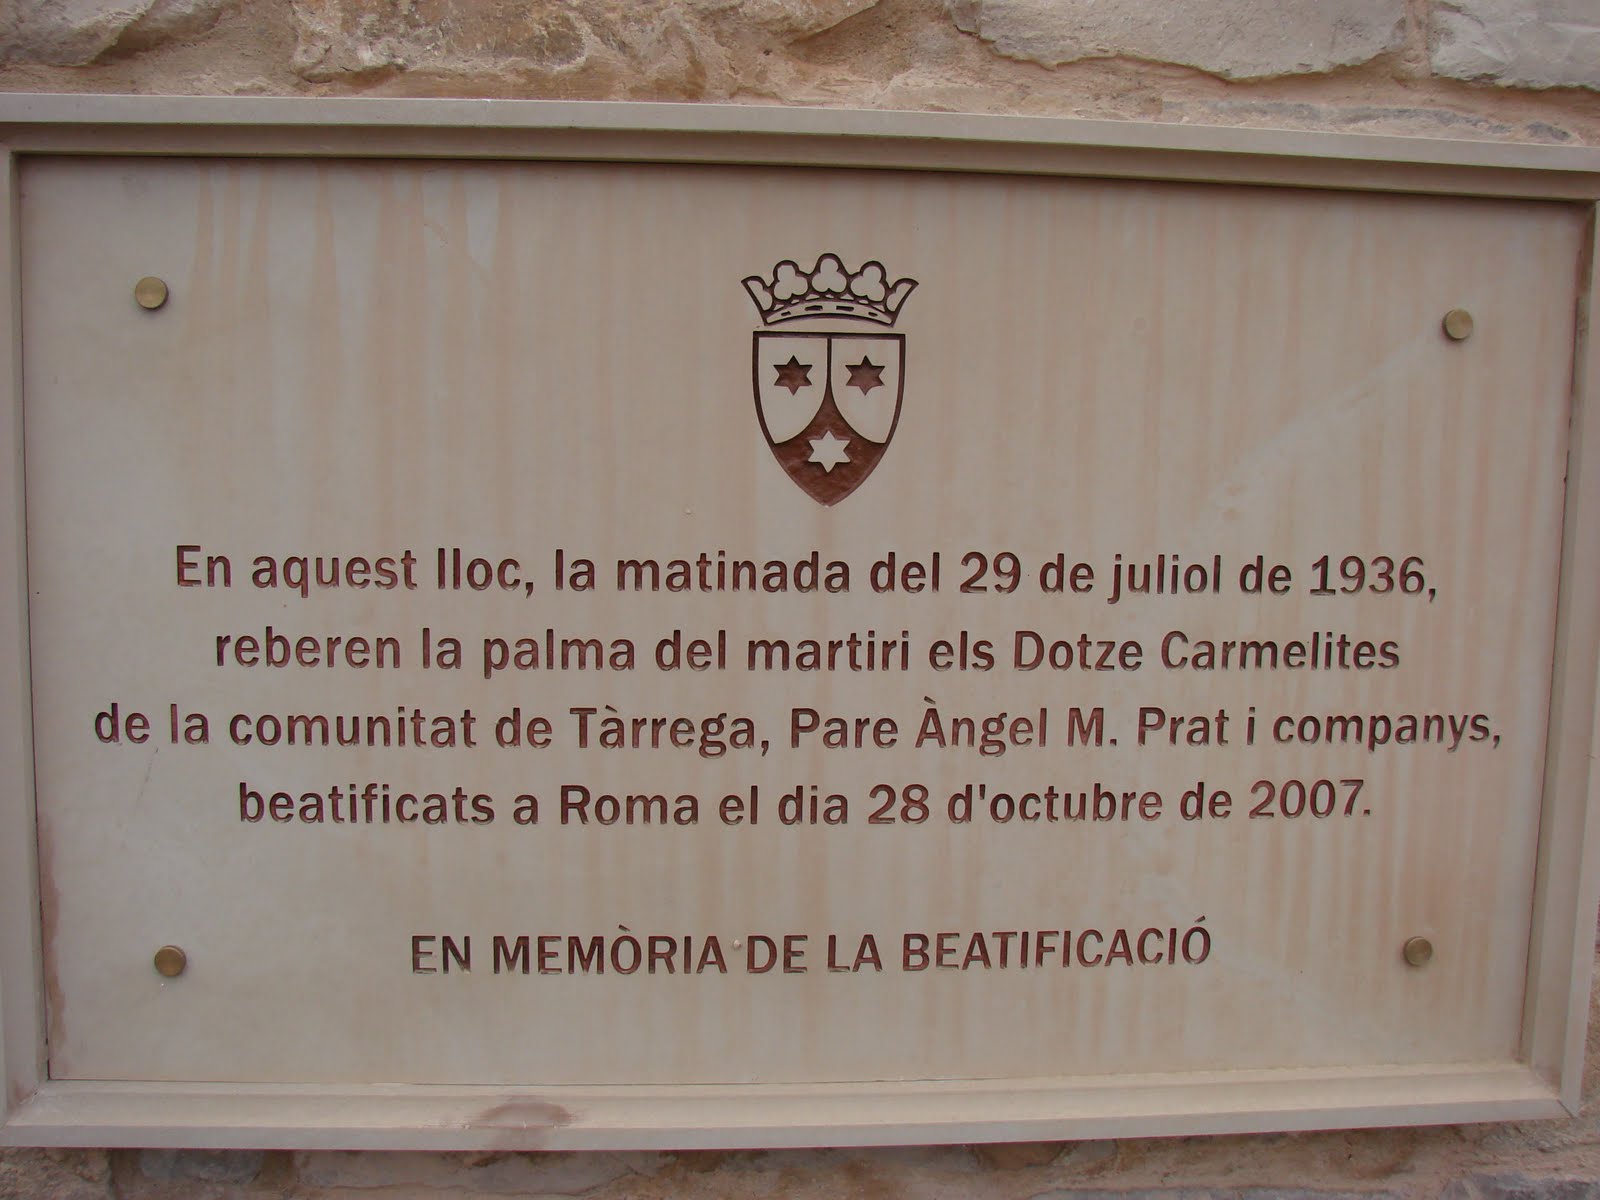 En aquest lloc, la matinada del 29 de juliol de 1936,
reberen la palma del martiri els Dotze Carmelites
de la comunitat de Tàrrega, Pare Àngel M. Prat i companys,
beatificats a Roma el dia 28 d'octubre de 2007.
EN MEMÒRIA DE LA BEATIFICACIÓ